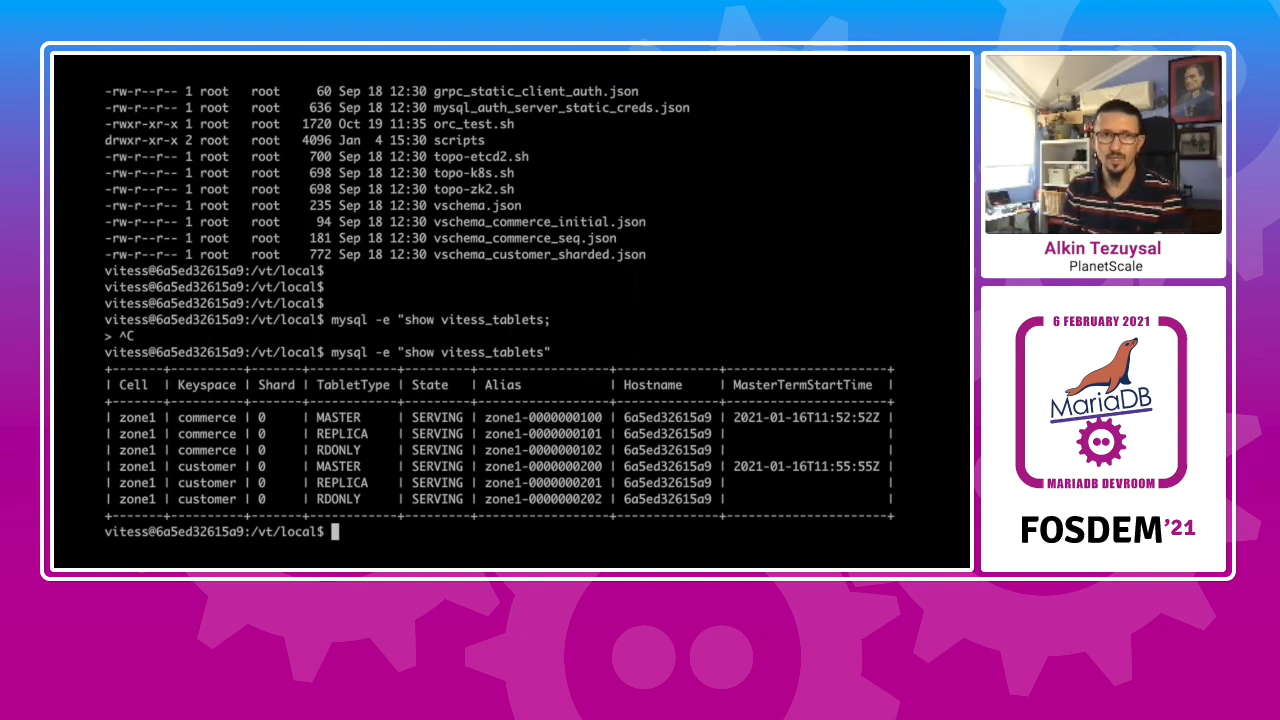 -rw-r--r-- 1 root   root     60 Sep 18 12:30 grpc_static_client_auth.json
-rw-r--r-- 1 root   root    636 Sep 18 12:30 mysql_auth_server_static_creds.json
-rwxr-xr-x 1 root   root   1720 Oct 19 11:35 orc_test.sh
drwxr-xr-x 2 root   root   4096 Jan  4 15:30 scripts
-rw-r--r-- 1 root   root    700 Sep 18 12:30 topo-etcd2.sh
-rw-r--r-- 1 root   root    698 Sep 18 12:30 topo-k8s.sh
-rw-r--r-- 1 root   root    698 Sep 18 12:30 topo-zk2.sh
-rw-r--r-- 1 root   root    235 Sep 18 12:30 vschema.json
-rw-r--r-- 1 root   root     94 Sep 18 12:30 vschema_commerce_initial.json
-rw-r--r-- 1 root   root    181 Sep 18 12:30 vschema_commerce_seq.json
-rw-r--r-- 1 root   root    772 Sep 18 12:30 vschema_customer_sharded.json
vitess@6a5ed32615a9:/vt/local$
vitess@6a5ed32615a9:/vt/local$
vitess@6a5ed32615a9:/vt/local$
vitess@6a5ed32615a9:/vt/local$ mysql -e "show vitess_tablets;
> ^C
vitess@6a5ed32615a9:/vt/local$ mysql -e "show vitess_tablets"
+-------+----------+-------+------------+---------+------------------+--------------+----------------------+
| Cell  | Keyspace | Shard | TabletType | State   | Alias            | Hostname     | MasterTermStartTime  |
+-------+----------+-------+------------+---------+------------------+--------------+----------------------+
| zone1 | commerce | 0     | MASTER     | SERVING | zone1-0000000100 | 6a5ed32615a9 | 2021-01-16T11:52:52Z |
| zone1 | commerce | 0     | REPLICA    | SERVING | zone1-0000000101 | 6a5ed32615a9 |                      |
| zone1 | commerce | 0     | RDONLY     | SERVING | zone1-0000000102 | 6a5ed32615a9 |                      |
| zone1 | customer | 0     | MASTER     | SERVING | zone1-0000000200 | 6a5ed32615a9 | 2021-01-16T11:55:55Z |
| zone1 | customer | 0     | REPLICA    | SERVING | zone1-0000000201 | 6a5ed32615a9 |                      |
| zone1 | customer | 0     | RDONLY     | SERVING | zone1-0000000202 | 6a5ed32615a9 |                      |
+-------+----------+-------+------------+---------+------------------+--------------+----------------------+
vitess@6a5ed32615a9:/vt/local$
Alkin Tezuysal
PlanetScale
6 FEBRUARY 2021
MariaDB
MARIADB DEVROOM
FOSDEM'21